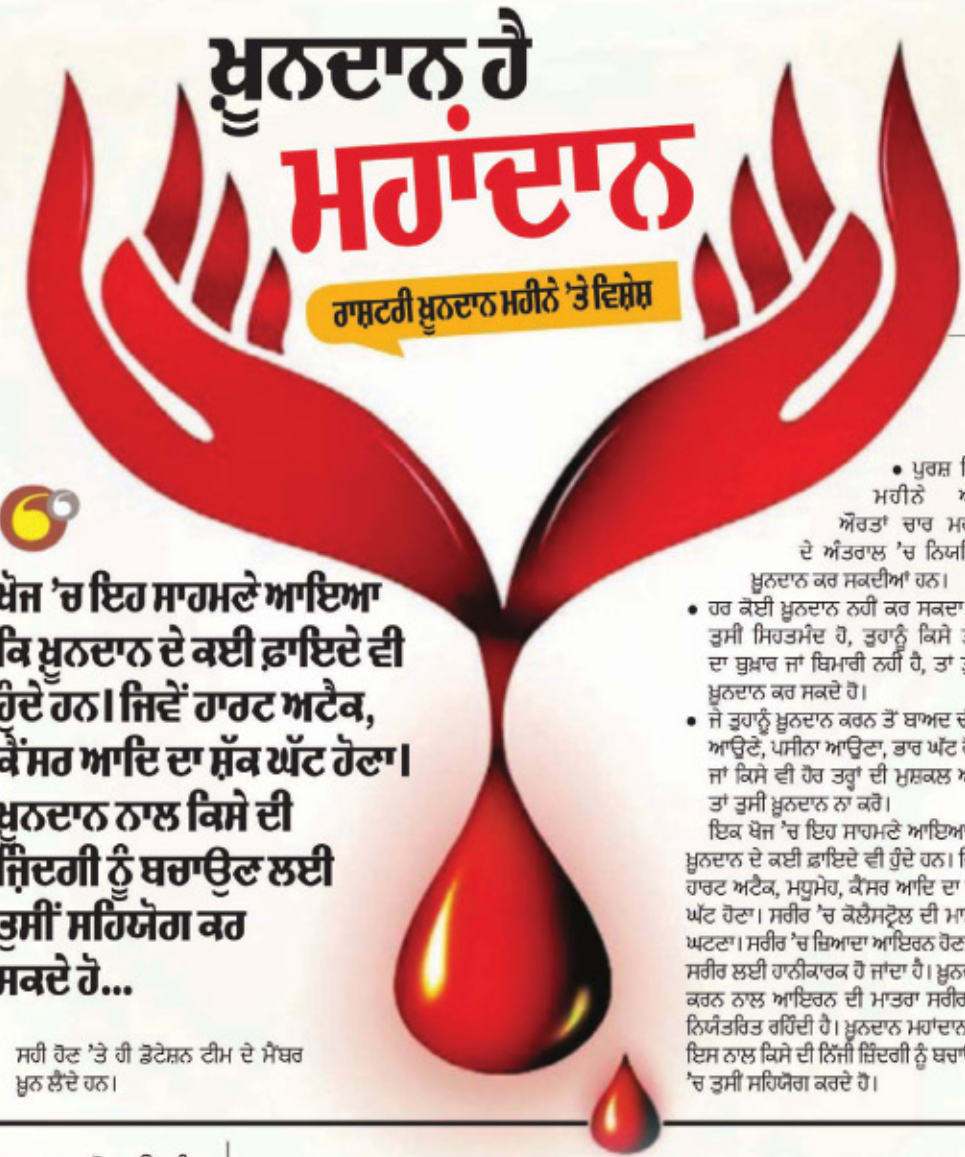 ਖ਼ੂਨਦਾਨ ਹੈ
ਮਹਾਂਦਾਨ
ਰਾਸ਼ਟਰੀ ਖ਼ੂਨਦਾਨ ਮਹੀਨੇ ’ਤੇ ਵਿਸ਼ੇਸ਼
ਖੋਜ ’ਚ ਇਹ ਸਾਹਮਣੇ ਆਇਆ
ਕਿ ਖ਼ੂਨਦਾਨ ਦੇ ਕਈ ਫ਼ਾਇਦੇ ਵੀ
ਹੁੰਦੇ ਹਨ। ਜਿਵੇਂ ਹਾਰਟ ਅਟੈਕ,
ਕੈਂਸਰ ਆਦਿ ਦਾ ਸ਼ੱਕ ਘੱਟ ਹੋਣਾ।
ਖ਼ੂਨਦਾਨ ਨਾਲ ਕਿਸੇ ਦੀ
ਜ਼ਿੰਦਗੀ ਨੂੰ ਬਚਾਉਣ ਲਈ
ਤੁਸੀਂ ਸਹਿਯੋਗ ਕਰ
ਸਕਦੇ ਹੋ...
ਸਹੀ ਹੋਣ ’ਤੇ ਹੀ ਡੋਟੇਸ਼ਨ ਟੀਮ ਦੇ ਮੈਂਬਰ
ਖ਼ੂਨ ਲੈਂਦੇ ਹਨ।
• ਪੁਰਸ਼
ਮਹੀਨੇ
ਔਰਤਾਂ ਚਾਰ
ਦੇ ਅੰਤਰਾਲ ’ਚ
ਖ਼ੂਨਦਾਨ ਕਰ ਸਕਦੀਆਂ ਹਨ।
• ਹਰ ਕੋਈ ਖ਼ੂਨਦਾਨ ਨਹੀ ਕਰ ਸਕਦਾ
ਤੁਸੀ ਸਿਹਤਮੰਦ ਹੋ, ਤੁਹਾਨੂੰ ਕਿਸੇ
ਦਾ ਬੁਖ਼ਾਰ ਜਾਂ ਬਿਮਾਰੀ ਨਹੀ ਹੈ, ਤਾਂ
ਖ਼ੂਨਦਾਨ ਕਰ ਸਕਦੇ ਹੋ।
• ਜੇ ਤੁਹਾਨੂੰ ਖ਼ੂਨਦਾਨ ਕਰਨ ਤੋਂ ਬਾਅਦ
ਆਉਣੇ, ਪਸੀਨਾ ਆਉਣਾ, ਭਾਰ ਘੱਟ
ਜਾਂ ਕਿਸੇ ਵੀ ਹੋਰ ਤਰ੍ਹਾਂ ਦੀ ਮੁਸ਼ਕਲ
ਤਾਂ ਤੁਸੀ ਖ਼ੂਨਦਾਨ ਨਾ ਕਰੋ।
ਇਕ ਖੋਜ ’ਚ ਇਹ ਸਾਹਮਣੇ ਆਇਆ
ਖ਼ੂਨਦਾਨ ਦੇ ਕਈ ਫ਼ਾਇਦੇ ਵੀ ਹੁੰਦੇ ਹਨ।
ਹਾਰਟ ਅਟੈਕ, ਮਧੂਮੇਹ, ਕੈਂਸਰ ਆਦਿ ਦਾ
ਘੱਟ ਹੋਣਾ। ਸਰੀਰ ’ਚ ਕੋਲੈਸਟ੍ਰੋਲ ਦੀ
ਘਟਣਾ। ਸਰੀਰ ’ਚ ਜ਼ਿਆਦਾ ਆਇਰਨ ਹੋਣ
ਸਰੀਰ ਲਈ ਹਾਨੀਕਾਰਕ ਹੋ ਜਾਂਦਾ ਹੈ।
ਕਰਨ ਨਾਲ ਆਇਰਨ ਦੀ ਮਾਤਰਾ ਸਰੀਰ
ਨਿਯੰਤਰਿਤ ਰਹਿੰਦੀ ਹੈ। ਖ਼ੂਨਦਾਨ ਮਹਾਂਦਾਨ
ਇਸ ਨਾਲ ਕਿਸੇ ਦੀ ਨਿੱਜੀ ਜ਼ਿੰਦਗੀ ਨੂੰ
’ਚ ਤੁਸੀ ਸਹਿਯੋਗ ਕਰਦੇ ਹੋ।